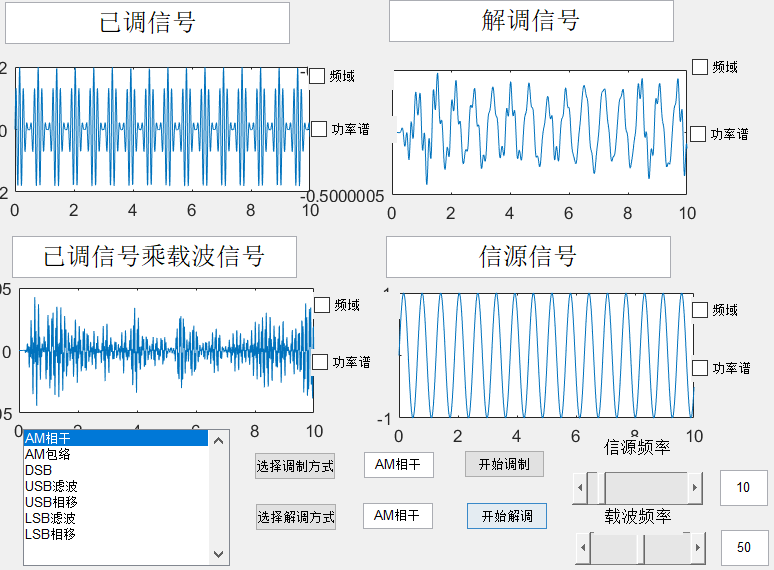 已调信号
解调信号
频域
功率谱
0 2 4 6 8 10
-0.5000005
频域
功率谱
0 2 4 6 8 10
已调信号乘载波信号
信源信号
频域
功率谱
0
0 2 4 6 8 10
频域
功率谱
-1
0 2 4 6 8 10
AM相干
AM包络
DSB
USB滤波
USB相移
LSB滤波
LSB相移
选择调制方式
AM相干
开始调制
选择解调方式
AM相干
开始解调
信源频率
10
载波频率
50